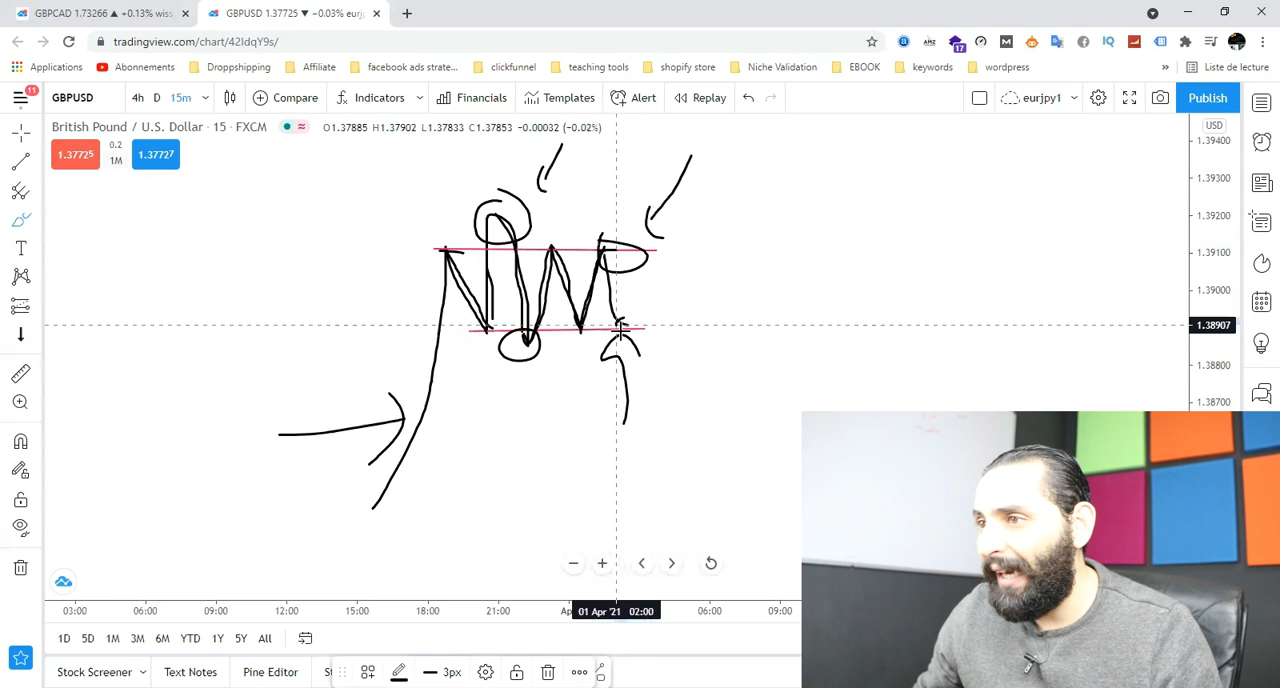 GBPCAD 1.73266 ▲ +0.13% wiss
GBPUSD 1.37725 ▼ −0.03% eurj
tradingview.com/chart/42IdqY9s/
17
Applications
Abonnements
Droppshipping
Affiliate
facebook ads strate...
clickfunnel
teaching tools
shopify store
Niche Validation
EBOOK
keywords
wordpress
»
Liste de lecture
11
GBPUSD
4h D 15m
Compare
Indicators
Financials
Templates
Alert
Replay
eurjpy1
Publish
British Pound / U.S. Dollar · 15 · FXCM
O1.37885 H1.37902 L1.37833 C1.37853 −0.00032 (−0.02%)
1.37725
0.2
1M
1.37727
USD
1.39400
1.39300
1.39200
1.39100
1.39000
1.38907
1.38800
1.38700
03:00 06:00 09:00 12:00 15:00 18:00 21:00 Ap 01 Apr '21 02:00 06:00 09:00
1D 5D 1M 3M 6M YTD 1Y 5Y All
Stock Screener
Text Notes
Pine Editor
3px